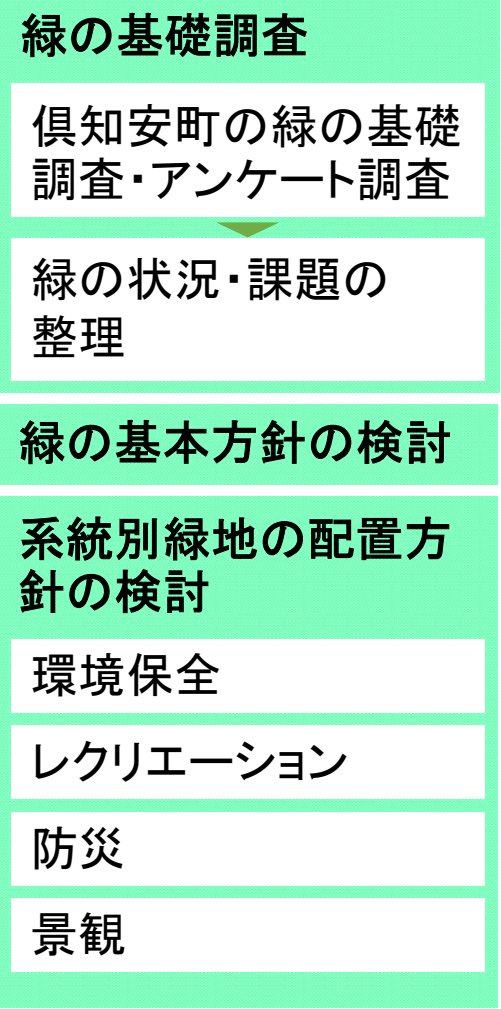 緑の基礎調査
倶知安町の緑の基礎
調査・アンケート調査
緑の状況・課題の
整理
緑の基本方針の検討
系統別緑地の配置方
針の検討
環境保全
レクリエーション
防災
景観